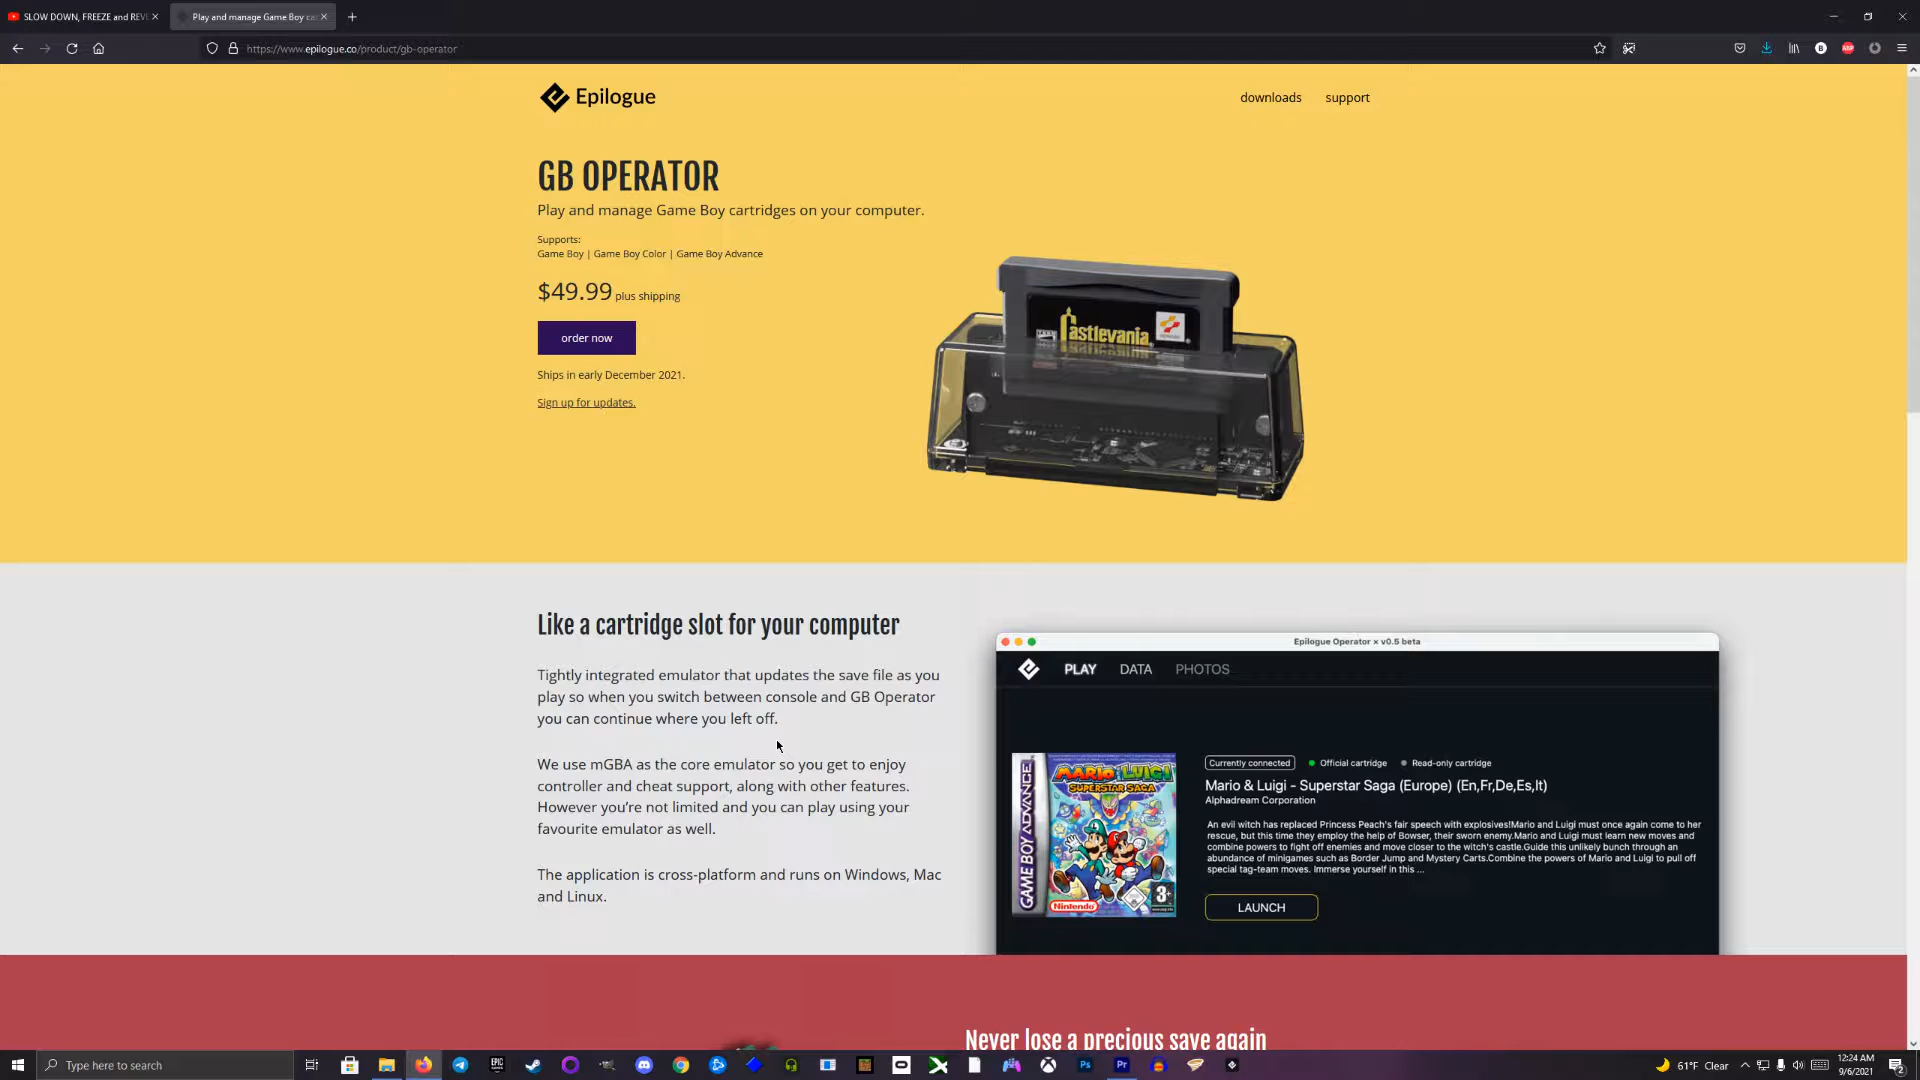 SLOW DOWN, FREEZE and REVE
Play and manage Game Boy car
https://www.epilogue.co/product/gb-operator
Epilogue
downloads
support
GB OPERATOR
Play and manage Game Boy cartridges on your computer.
Supports:
Game Boy | Game Boy Color | Game Boy Advance
$49.99 plus shipping
order now
Ships in early December 2021.
Sign up for updates.
Castlevania
Like a cartridge slot for your computer
Tightly integrated emulator that updates the save file as you
play so when you switch between console and GB Operator
you can continue where you left off.
We use mGBA as the core emulator so you get to enjoy
controller and cheat support, along with other features.
However you're not limited and you can play using your
favourite emulator as well.
The application is cross-platform and runs on Windows, Mac
and Linux.
Epilogue Operator x v0.5 beta
PLAY DATA PHOTOS
GAME BOY ADVANCE
MARIO & LUIGI
SUPERSTAR SAGA
Nintendo
3+
Currently connected
Official cartridge
Read-only cartridge
Mario & Luigi - Superstar Saga (Europe) (En,Fr,De,Es,It)
Alphadream Corporation
An evil witch has replaced Princess Peach's fair speech with explosives!Mario and Luigi must once again come to her
rescue, but this time they employ the help of Bowser, their sworn enemy.Mario and Luigi must learn new moves and
combine powers to fight off enemies and move closer to the witch's castle.Guide this unlikely bunch through an
abundance of minigames such as Border Jump and Mystery Carts.Combine the powers of Mario and Luigi to pull off
special tag-team moves. Immerse yourself in this ...
LAUNCH
Never lose a precious save again
Type here to search
EPIC GAMES
Ps
Pr
61°F Clear
12:24 AM
9/6/2021
2